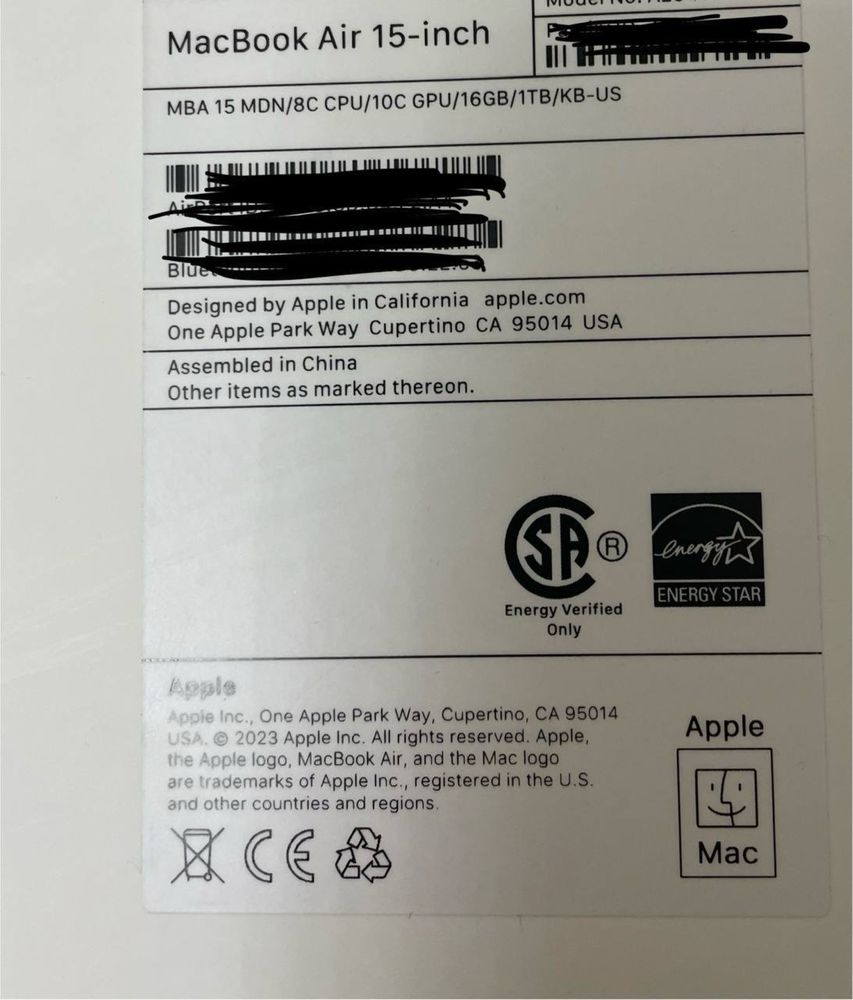 MacBook Air 15-inch
Model No.
MBA 15 MDN/8C CPU/10C GPU/16GB/1TB/KB-US
Designed by Apple in California apple.com
One Apple Park Way Cupertino CA 95014 USA
Assembled in China
Other items as marked thereon.
SA ®
energy
ENERGY STAR
Energy Verified
Only
Apple
Apple Inc., One Apple Park Way, Cupertino, CA 95014
USA. © 2023 Apple Inc. All rights reserved. Apple,
the Apple logo, MacBook Air, and the Mac logo
are trademarks of Apple Inc., registered in the U.S.
and other countries and regions.
Apple
Mac
CE